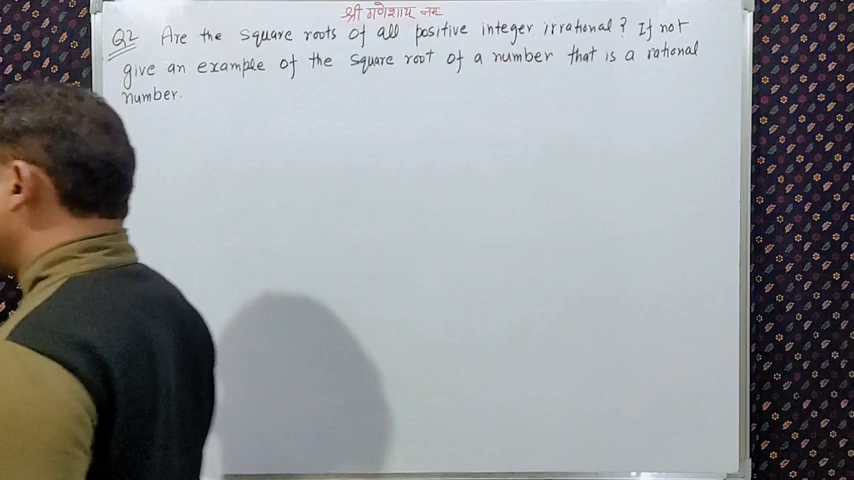 श्री गणेशाय नमः
Q2 Are the square roots of all positive integer irrational? If not
give an example of the square root of a number that is a rational
number.